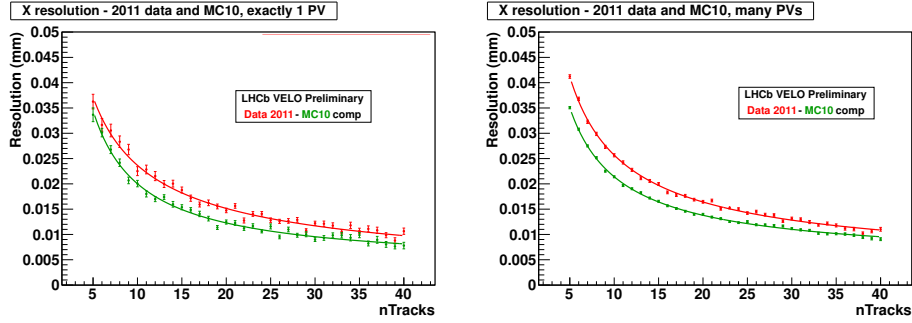 X resolution - 2011 data and MC10, exactly 1 PV
Resolution (mm)
0.05
0.045
0.04
0.035
0.03
0.025
0.02
0.015
0.01
0.005
0
LHCb VELO Preliminary
Data 2011 - MC10 comp
5 10 15 20 25 30 35 40
nTracks
X resolution - 2011 data and MC10, many PVs
Resolution (mm)
0.05
0.045
0.04
0.035
0.03
0.025
0.02
0.015
0.01
0.005
0
LHCb VELO Preliminary
Data 2011 - MC10 comp
5 10 15 20 25 30 35 40
nTracks